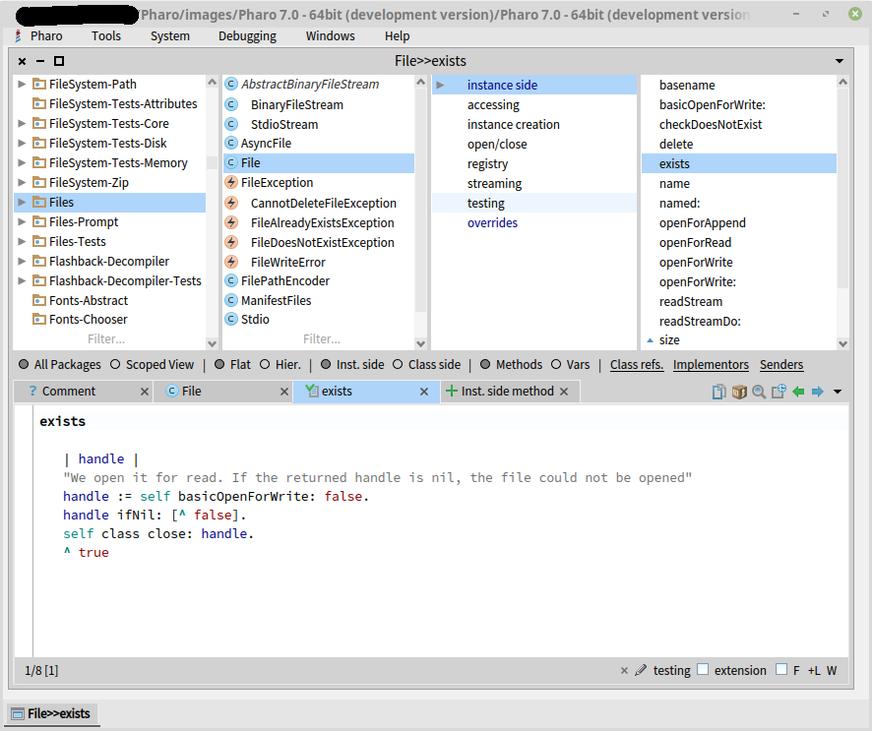 /Pharo/images/Pharo 7.0 - 64bit (development version)/Pharo 7.0 - 64bit (development version
Pharo Tools System Debugging Windows Help
File>>exists
FileSystem-Path
FileSystem-Tests-Attributes
FileSystem-Tests-Core
FileSystem-Tests-Disk
FileSystem-Tests-Memory
FileSystem-Zip
Files
Files-Prompt
Files-Tests
Flashback-Decompiler
Flashback-Decompiler-Tests
Fonts-Abstract
Fonts-Chooser
Filter...
AbstractBinaryFileStream
BinaryFileStream
StdioStream
AsyncFile
File
FileException
CannotDeleteFileException
FileAlreadyExistsException
FileDoesNotExistException
FileWriteError
FilePathEncoder
ManifestFiles
Stdio
Filter...
instance side
accessing
instance creation
open/close
registry
streaming
testing
overrides
basename
basicOpenForWrite:
checkDoesNotExist
delete
exists
name
named:
openForAppend
openForRead
openForWrite
openForWrite:
readStream
readStreamDo:
size
All Packages Scoped View | Flat Hier. | Inst. side Class side | Methods Vars | Class refs. Implementors Senders
? Comment File exists Inst. side method
exists
| handle |
"We open it for read. If the returned handle is nil, the file could not be opened"
handle := self basicOpenForWrite: false.
handle ifNil: [^ false].
self class close: handle.
^ true
1/8 [1] testing extension F +L W
File>>exists